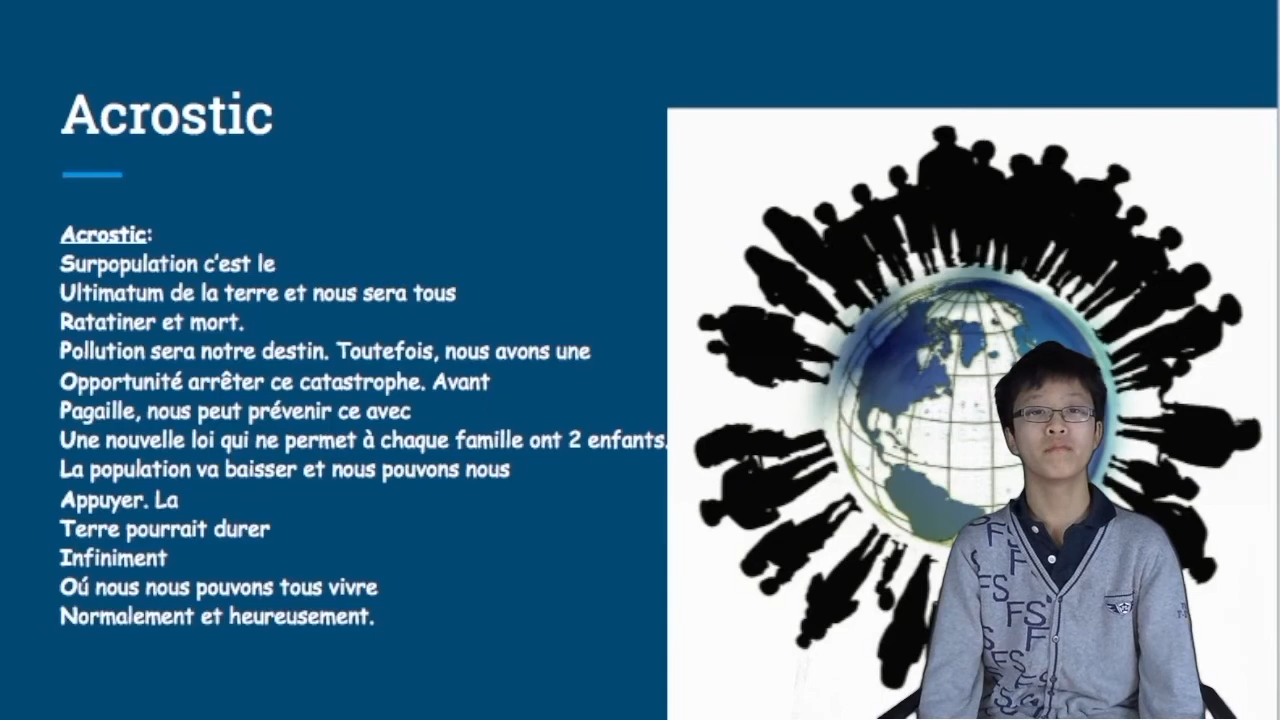 Acrostic
Acrostic:
Surpopulation c'est le
Ultimatum de la terre et nous sera tous
Ratatiner et mort.
Pollution sera notre destin. Toutefois, nous avons une
Opportunité arrêter ce catastrophe. Avant
Pagaille, nous peut prévenir ce avec
Une nouvelle loi qui ne permet à chaque famille ont 2 enfants.
La population va baisser et nous pouvons nous
Appuyer. La
Terre pourrait durer
Infiniment
Oú nous nous pouvons tous vivre
Normalement et heureusement.